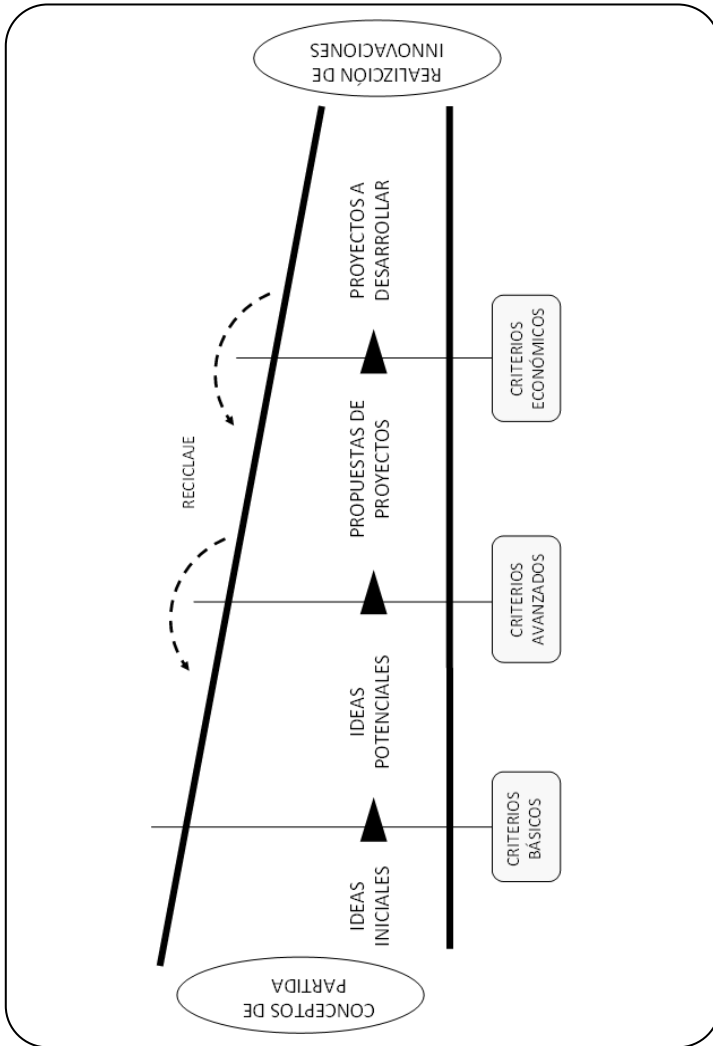 CONCEPTOS DE
PARTIDA
IDEAS
INICIALES
CRITERIOS
BÁSICOS
IDEAS
POTENCIALES
CRITERIOS
AVANZADOS
PROPUESTAS DE
PROYECTOS
RECICLAJE
CRITERIOS
ECONÓMICOS
PROYECTOS A
DESARROLLAR
REALIZCIÓN DE
INNOVACIONES